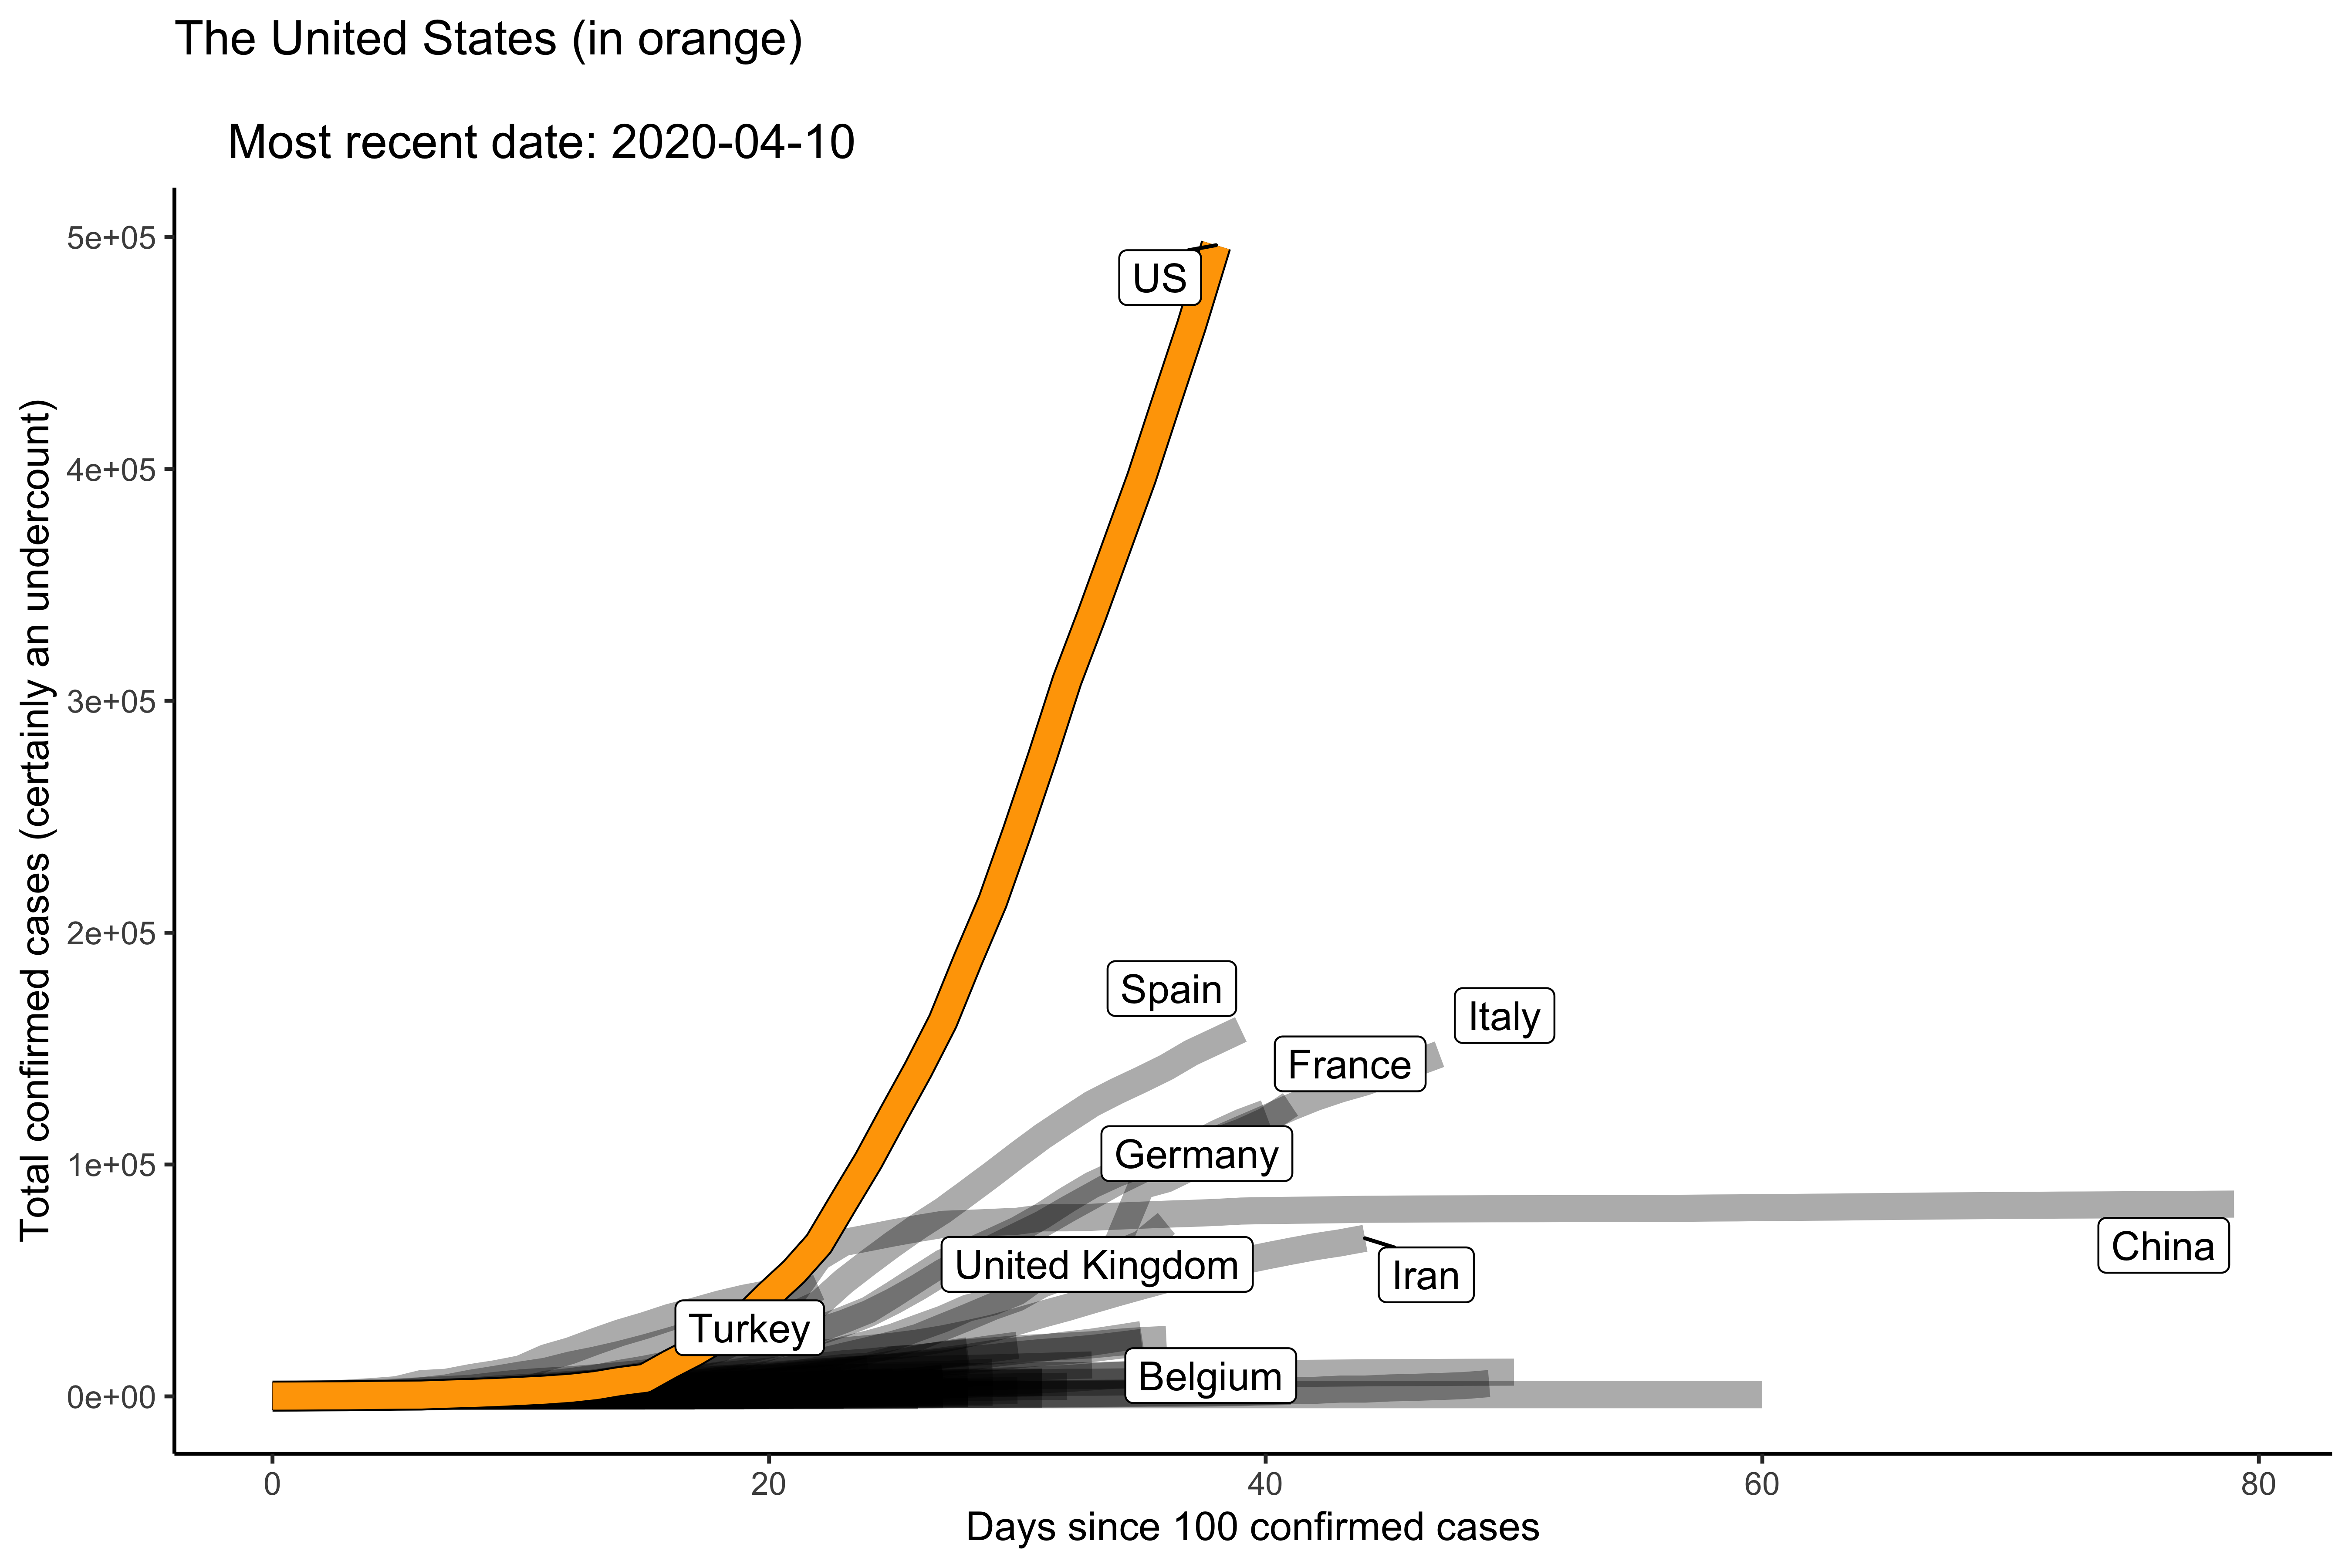 The United States (in orange)
Most recent date: 2020-04-10
Total confirmed cases (certainly an undercount)
5e+05
4e+05
3e+05
2e+05
1e+05
0e+00
US
Spain
Italy
France
Germany
China
United Kingdom
Iran
Turkey
Belgium
0
20
40
60
80
Days since 100 confirmed cases